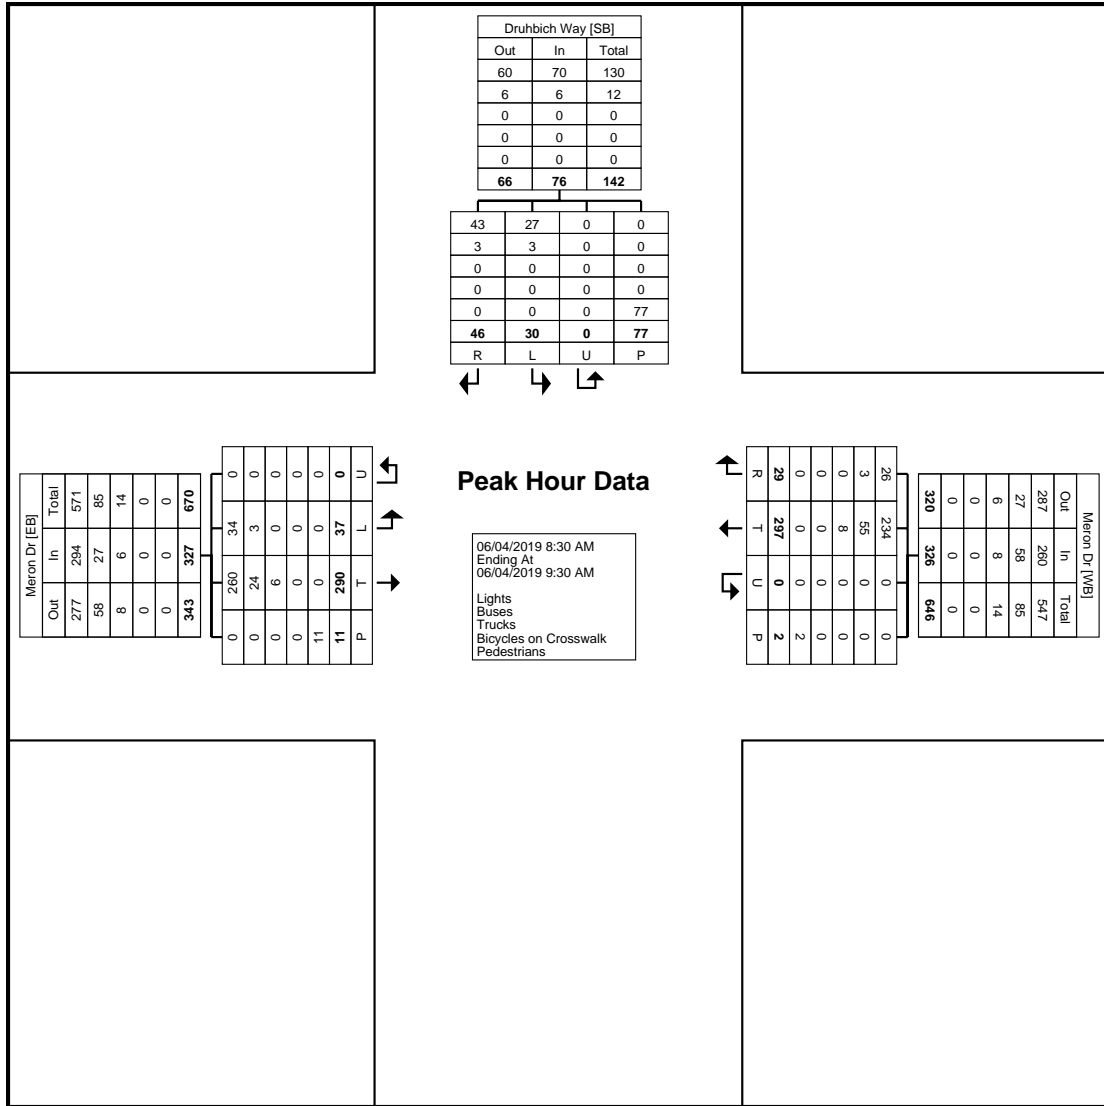 Druhbich Way [SB]
Out In Total
60 70 130
6 6 12
0 0 0
0 0 0
0 0 0
66 76 142
43 27 0 0
3 3 0 0
0 0 0 0
0 0 0 0
0 0 0 77
46 30 0 77
R L U P
Meron Dr [EB]
Total 571 85 14 0 0 670
In 294 27 6 0 0 327
Out 277 58 8 0 0 343
0 0 0 0 0 0 U
34 3 0 0 0 37 L
260 24 6 0 0 290 T
0 0 0 0 11 11 P
Peak Hour Data
06/04/2019 8:30 AM
Ending At
06/04/2019 9:30 AM
Lights
Buses
Trucks
Bicycles on Crosswalk
Pedestrians
R 29 0 0 0 3 26
T 297 0 0 8 55 234
U 0 0 0 0 0 0
P 2 2 0 0 0 0
Meron Dr [WB]
Out In Total
287 260 547
27 58 85
6 8 14
0 0 0
0 0 0
320 326 646